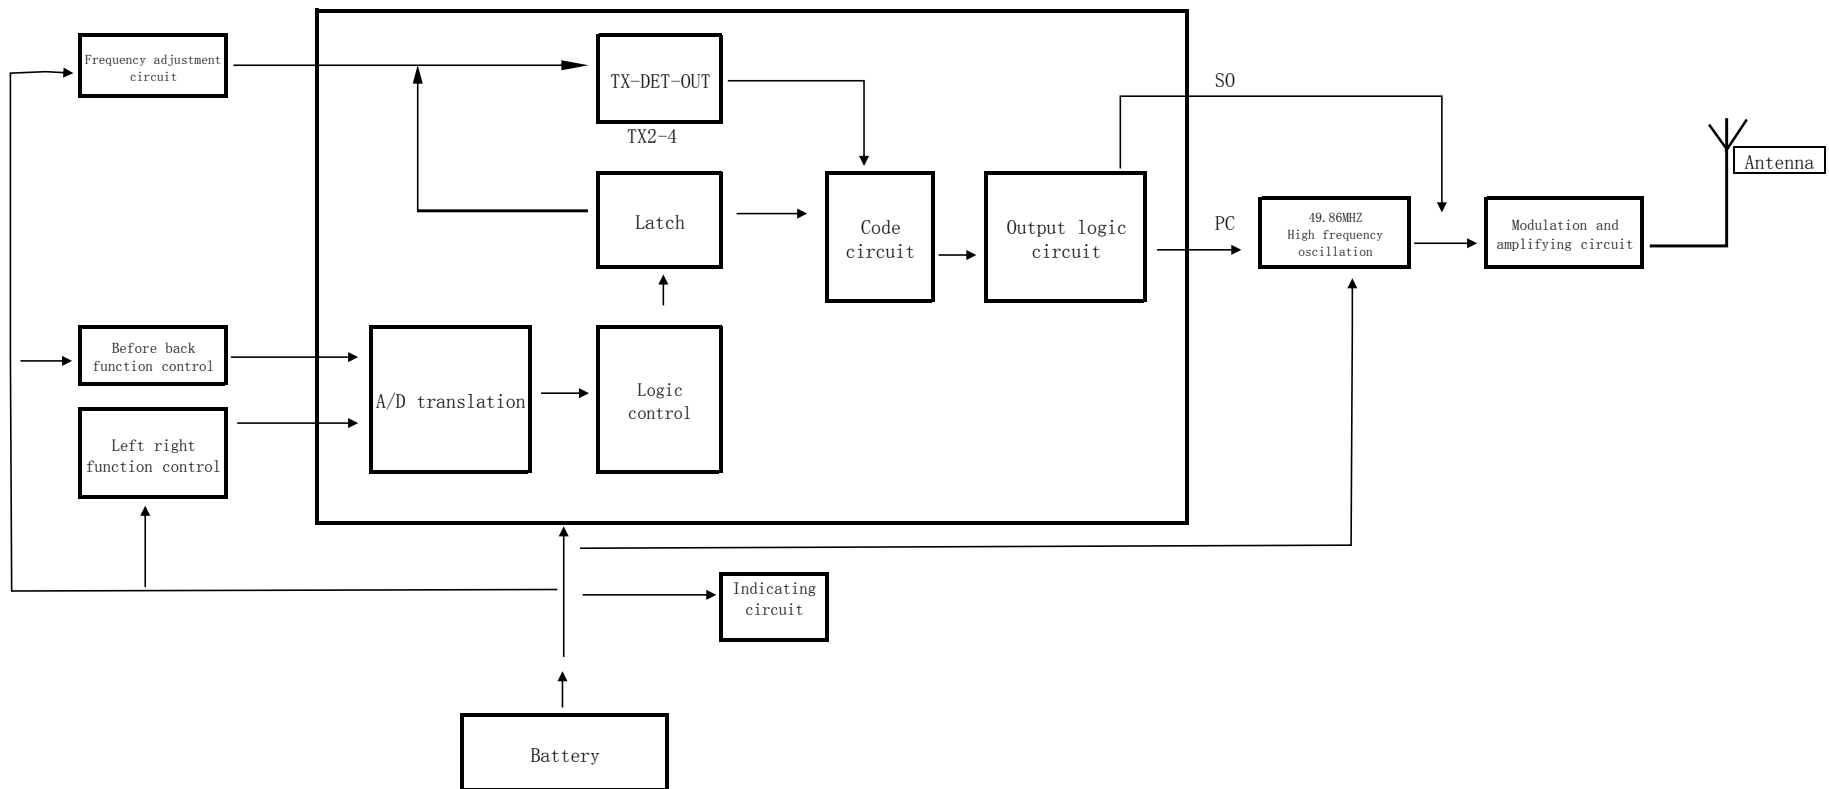 Frequency adjustment
circuit
TX-DET-OUT
TX2-4
SO
Antenna
Latch
Code
circuit
Output logic
circuit
PC
49.86MHZ
High frequency
oscillation
Modulation and
amplifying circuit
Before back
function control
Left right
function control
A/D translation
Logic
control
Indicating
circuit
Battery